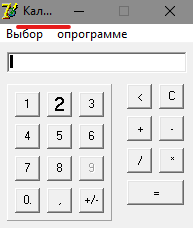 Кал...
Выбор опрограмме
1 2 3 < C
4 5 6 + -
7 8 9 / *
0. , +/- =